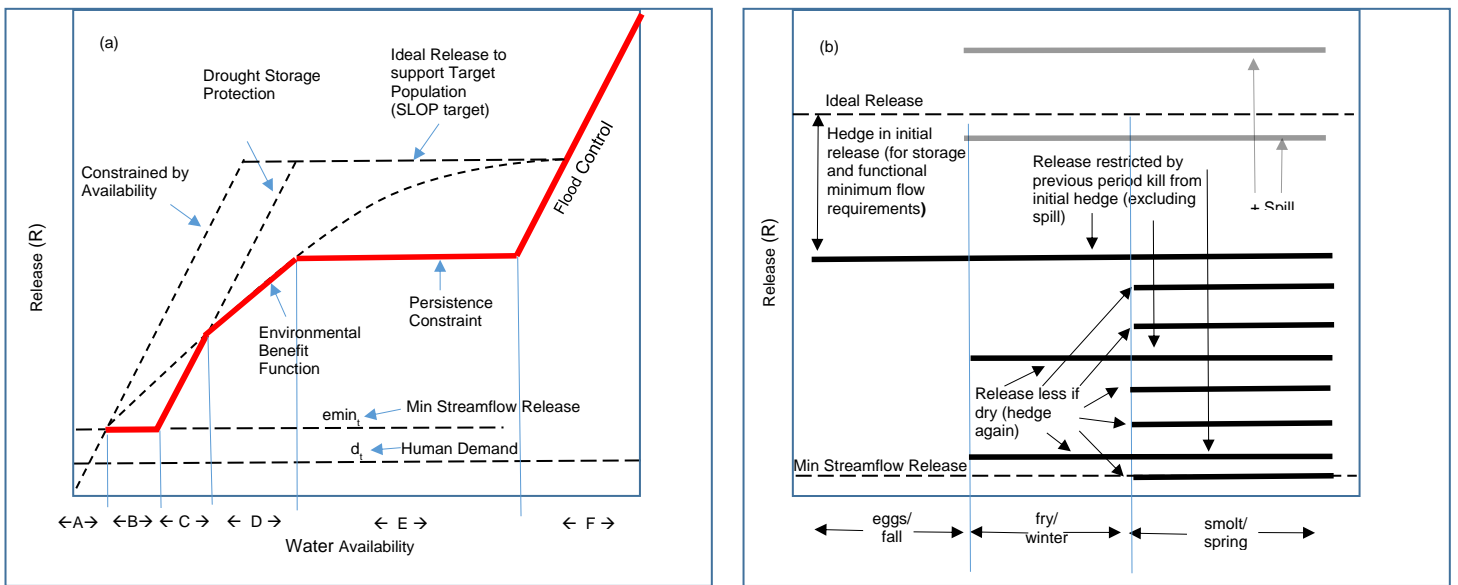 (a)
Ideal Release to
support Target
Population
(SLOP target)
Drought Storage
Protection
Constrained by
Availability
Flood Control
Release (R)
Persistence
Constraint
Environmental
Benefit
Function
emint
Min Streamflow Release
dt
Human Demand
←A→
←B→
← C →
← D →
← E →
← F →
Water Availability
(b)
Ideal Release
Hedge in initial
release (for storage
and functional
minimum flow
requirements)
Release restricted by
previous period kill from
initial hedge (excluding
spill)
+ Spill
Release (R)
Release less if
dry (hedge
again)
Min Streamflow Release
eggs/
fall
fry/
winter
smolt/
spring